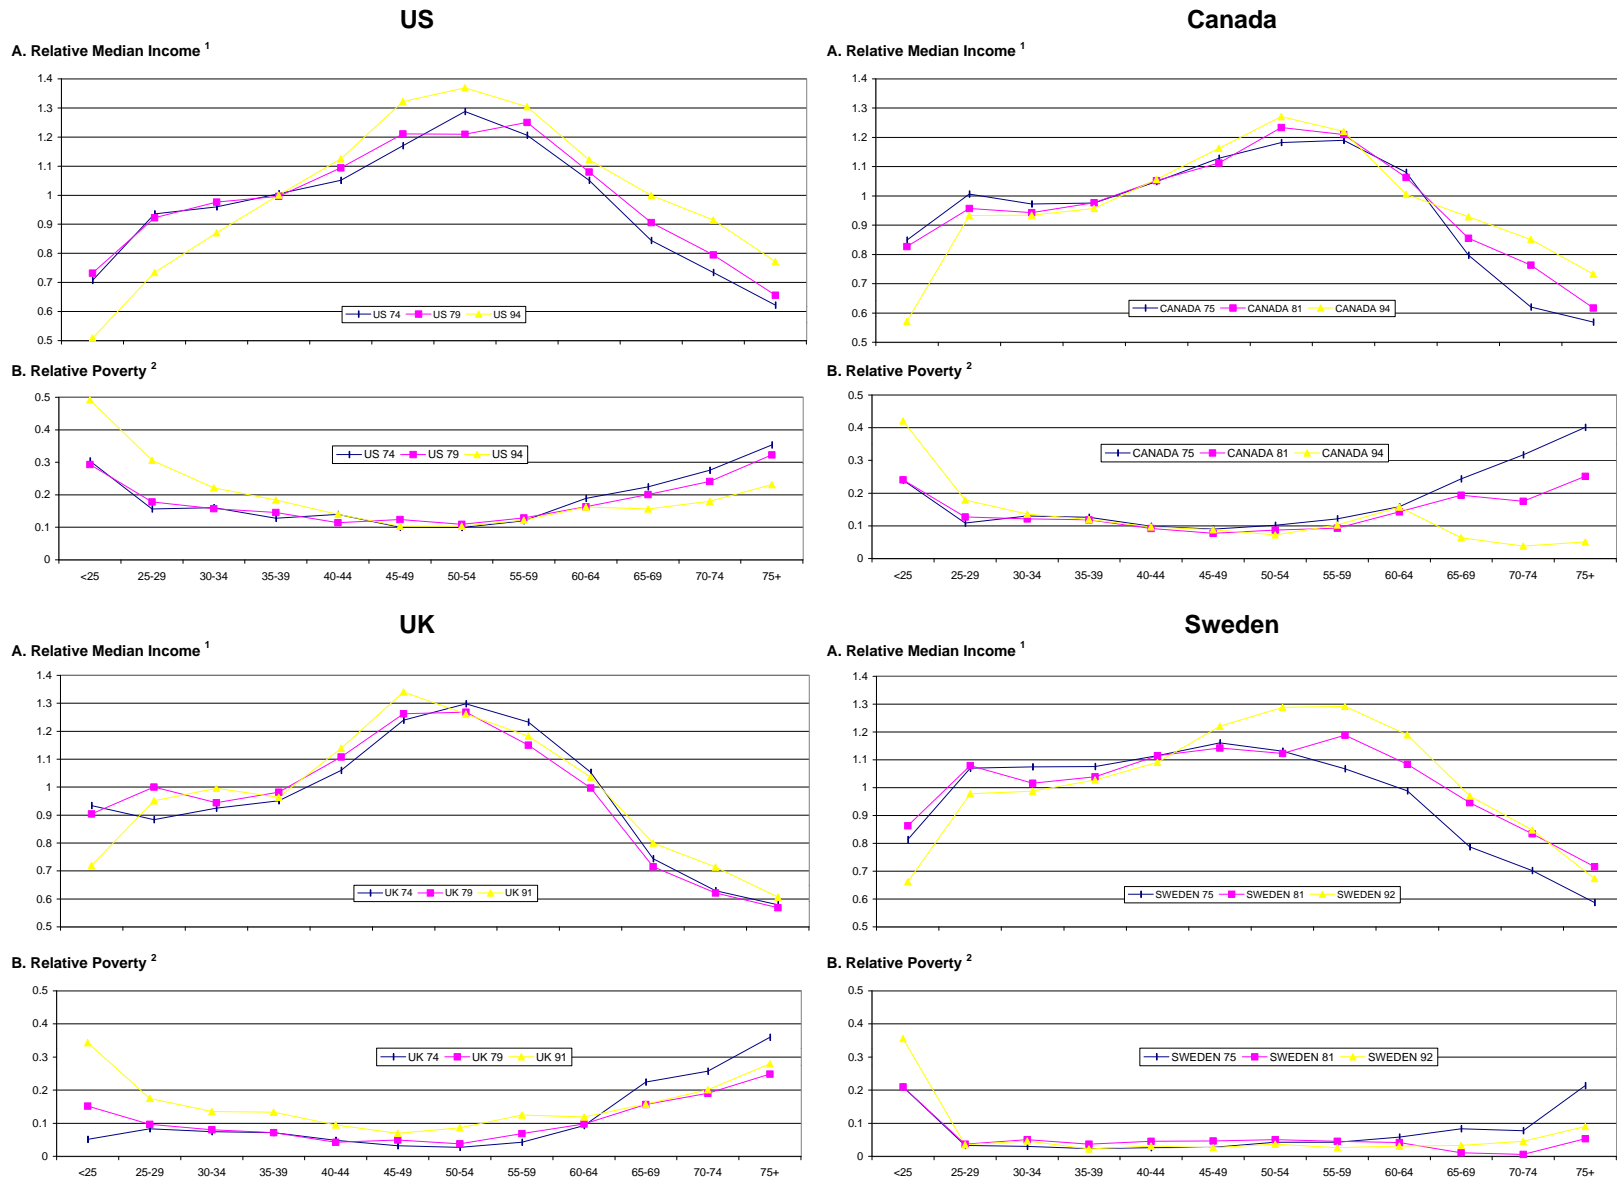 US
A. Relative Median Income 1
1.4
1.3
1.2
1.1
1
0.9
0.8
0.7
0.6
0.5
US 74 US 79 US 94
B. Relative Poverty 2
0.5
0.4
0.3
0.2
0.1
0
US 74 US 79 US 94
<25 25-29 30-34 35-39 40-44 45-49 50-54 55-59 60-64 65-69 70-74 75+
Canada
A. Relative Median Income 1
1.4
1.3
1.2
1.1
1
0.9
0.8
0.7
0.6
0.5
CANADA 75 CANADA 81 CANADA 94
B. Relative Poverty 2
0.5
0.4
0.3
0.2
0.1
0
CANADA 75 CANADA 81 CANADA 94
<25 25-29 30-34 35-39 40-44 45-49 50-54 55-59 60-64 65-69 70-74 75+
UK
A. Relative Median Income 1
1.4
1.3
1.2
1.1
1
0.9
0.8
0.7
0.6
0.5
UK 74 UK 79 UK 91
B. Relative Poverty 2
0.5
0.4
0.3
0.2
0.1
0
UK 74 UK 79 UK 91
<25 25-29 30-34 35-39 40-44 45-49 50-54 55-59 60-64 65-69 70-74 75+
Sweden
A. Relative Median Income 1
1.4
1.3
1.2
1.1
1
0.9
0.8
0.7
0.6
0.5
SWEDEN 75 SWEDEN 81 SWEDEN 92
B. Relative Poverty 2
0.5
0.4
0.3
0.2
0.1
0
SWEDEN 75 SWEDEN 81 SWEDEN 92
<25 25-29 30-34 35-39 40-44 45-49 50-54 55-59 60-64 65-69 70-74 75+